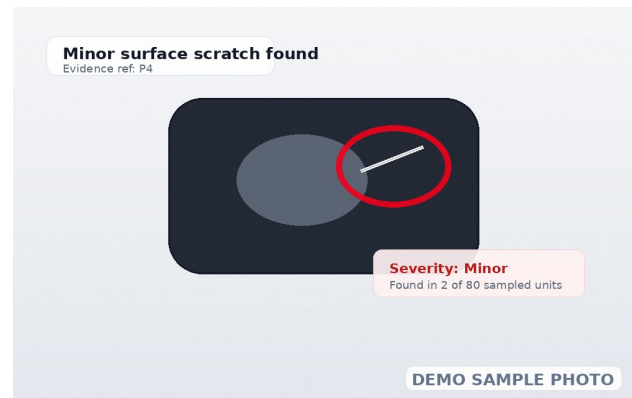 Minor surface scratch found
Evidence ref: P4
Severity: Minor
Found in 2 of 80 sampled units
DEMO SAMPLE PHOTO